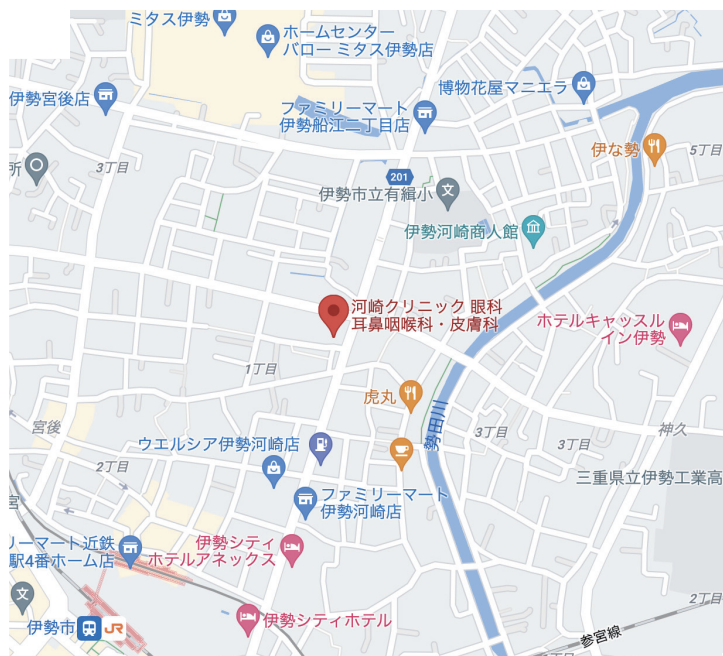 ミタス伊勢
ホームセンター
バロー ミタス伊勢店
伊勢宮後店
ファミリーマート
伊勢船江二丁目店
博物花屋マニエラ
伊な勢
5丁目
所
3丁目
201
文
伊勢市立有緝小
伊勢河崎商人館
河崎クリニック 眼科
耳鼻咽喉科・皮膚科
ホテルキャッスル
イン伊勢
1丁目
虎丸
勢田川
宮後
ウエルシア伊勢河崎店
3丁目
3丁目
神久
2丁目
三重県立伊勢工業高
宮
ファミリーマート
伊勢河崎店
リーマート近鉄
駅4番ホーム店
伊勢シティ
ホテルアネックス
文
2丁目
伊勢市
JR
伊勢シティホテル
参宮線